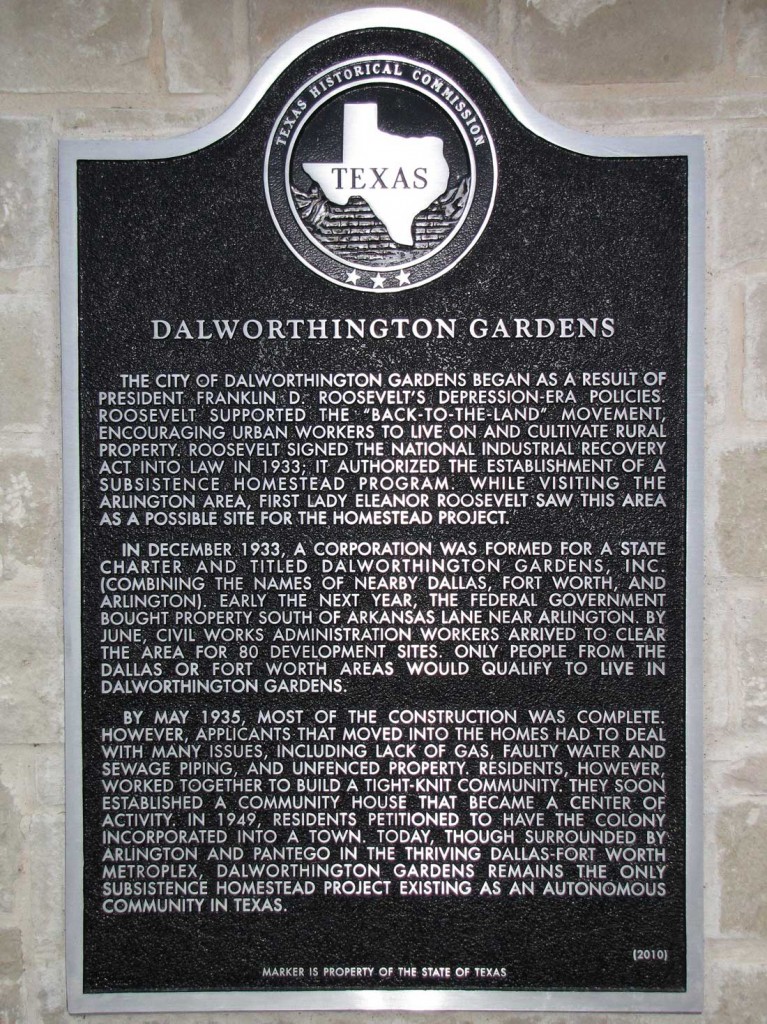 TEXAS HISTORICAL COMMISSION
TEXAS
DALWORTHINGTON GARDENS
THE CITY OF DALWORTHINGTON GARDENS BEGAN AS A RESULT OF
PRESIDENT FRANKLIN D. ROOSEVELT'S DEPRESSION-ERA POLICIES.
ROOSEVELT SUPPORTED THE "BACK-TO-THE-LAND" MOVEMENT,
ENCOURAGING URBAN WORKERS TO LIVE ON AND CULTIVATE RURAL
PROPERTY. ROOSEVELT SIGNED THE NATIONAL INDUSTRIAL RECOVERY
ACT INTO LAW IN 1933; IT AUTHORIZED THE ESTABLISHMENT OF A
SUBSISTENCE HOMESTEAD PROGRAM. WHILE VISITING THE
ARLINGTON AREA, FIRST LADY ELEANOR ROOSEVELT SAW THIS AREA
AS A POSSIBLE SITE FOR THE HOMESTEAD PROJECT.
IN DECEMBER 1933, A CORPORATION WAS FORMED FOR A STATE
CHARTER AND TITLED DALWORTHINGTON GARDENS, INC.
(COMBINING THE NAMES OF NEARBY DALLAS, FORT WORTH, AND
ARLINGTON). EARLY THE NEXT YEAR, THE FEDERAL GOVERNMENT
BOUGHT PROPERTY SOUTH OF ARKANSAS LANE NEAR ARLINGTON. BY
JUNE, CIVIL WORKS ADMINISTRATION WORKERS ARRIVED TO CLEAR
THE AREA FOR 80 DEVELOPMENT SITES. ONLY PEOPLE FROM THE
DALLAS OR FORT WORTH AREAS WOULD QUALIFY TO LIVE IN
DALWORTHINGTON GARDENS.
BY MAY 1935, MOST OF THE CONSTRUCTION WAS COMPLETE.
HOWEVER, APPLICANTS THAT MOVED INTO THE HOMES HAD TO DEAL
WITH MANY ISSUES, INCLUDING LACK OF GAS, FAULTY WATER AND
SEWAGE PIPING, AND UNFENCED PROPERTY. RESIDENTS, HOWEVER,
WORKED TOGETHER TO BUILD A TIGHT-KNIT COMMUNITY. THEY SOON
ESTABLISHED A COMMUNITY HOUSE THAT BECAME A CENTER OF
ACTIVITY. IN 1949, RESIDENTS PETITIONED TO HAVE THE COLONY
INCORPORATED INTO A TOWN. TODAY, THOUGH SURROUNDED BY
ARLINGTON AND PANTEGO IN THE THRIVING DALLAS-FORT WORTH
METROPLEX, DALWORTHINGTON GARDENS REMAINS THE ONLY
SUBSISTENCE HOMESTEAD PROJECT EXISTING AS AN AUTONOMOUS
COMMUNITY IN TEXAS.
(2010)
MARKER IS PROPERTY OF THE STATE OF TEXAS